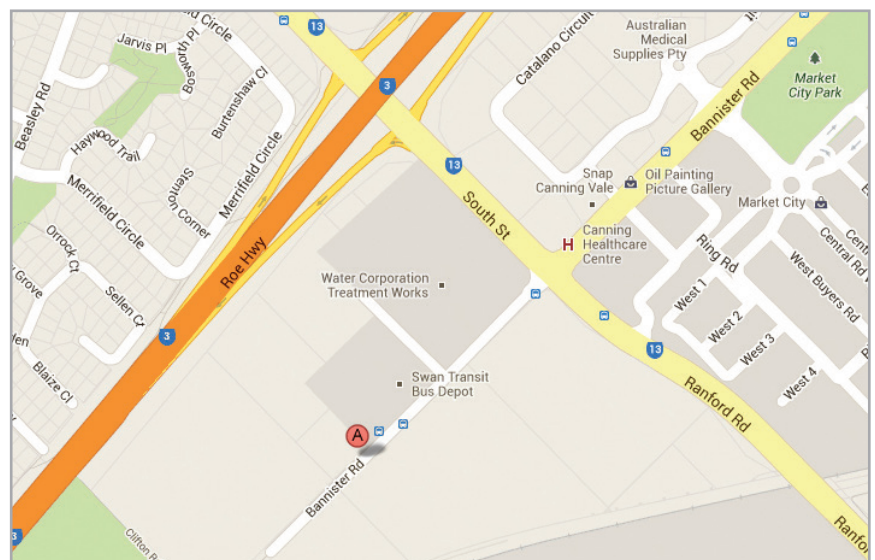 Jarvis Pl
Bosworth Pl
Circle
Beasley Rd
Burtenshaw Cl
Haywood Trail
Merrifield Circle
Stenton Corner
Merrifield Circle
Orrock Ct
Grove
Sellen Ct
Blaize Cl
Roe Hwy
3
3
3
13
13
13
South St
Catalano Circuit
Australian
Medical
Supplies Pty
Bannister Rd
Market
City Park
Snap
Canning Vale
Oil Painting
Picture Gallery
Market City
H
Canning
Healthcare
Centre
Ring Rd
Central Rd
West Buyers Rd
West 1
West 2
West 3
West 4
Water Corporation
Treatment Works
Swan Transit
Bus Depot
A
Bannister Rd
Ranford Rd
Clifton